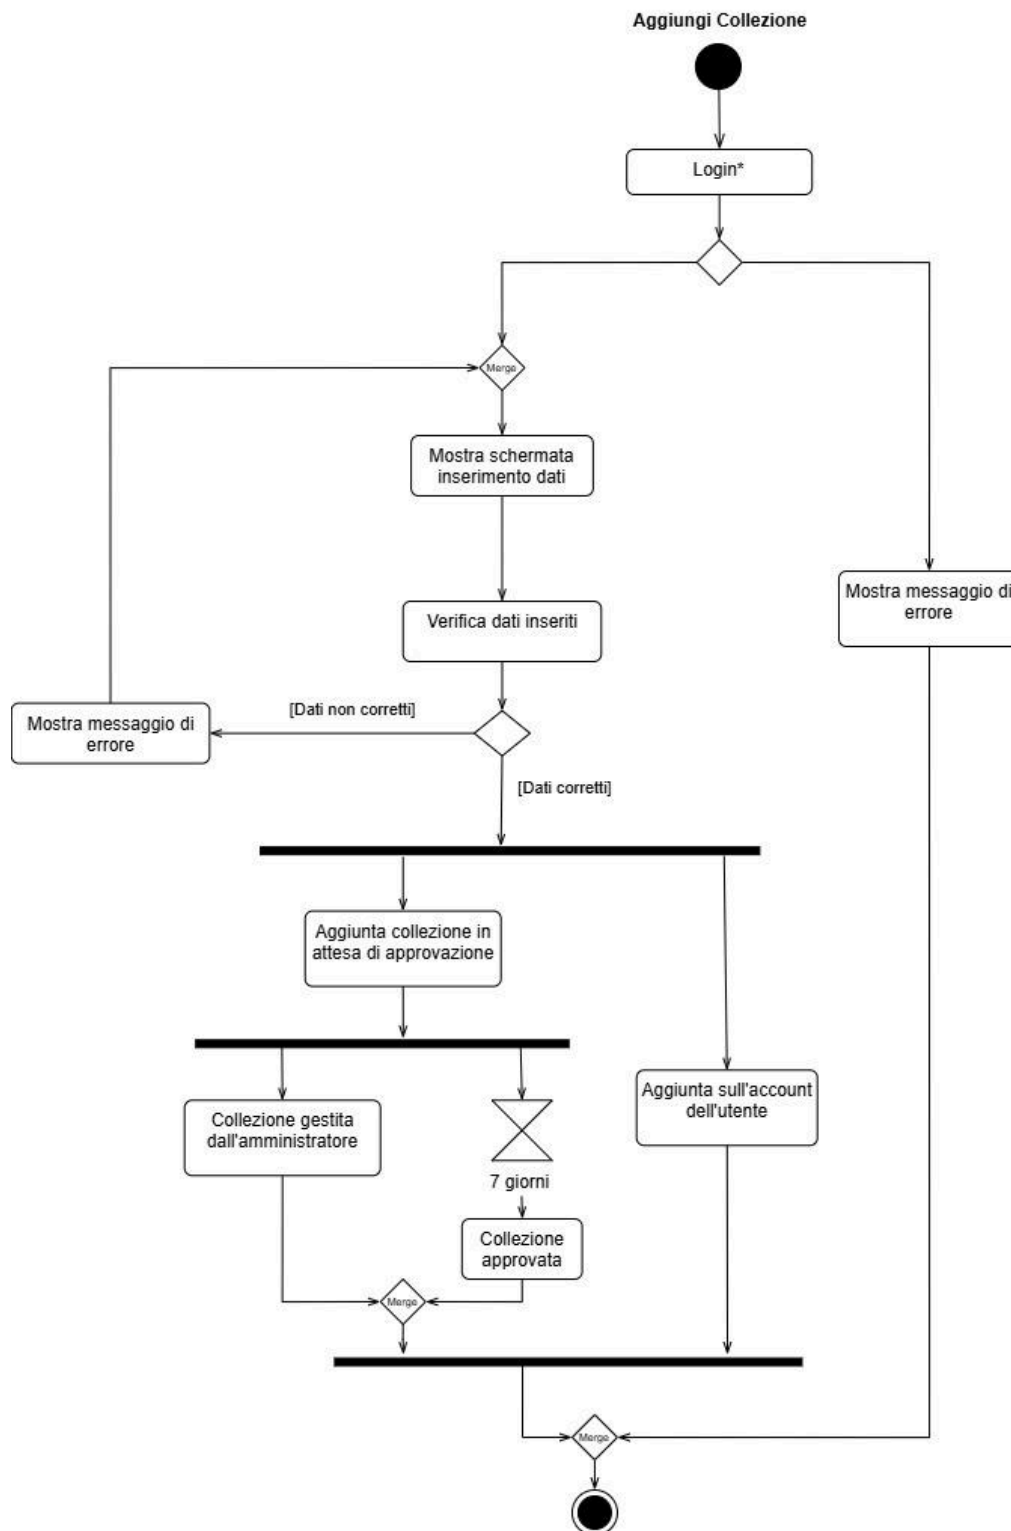 Aggiungi Collezione
Login*
Merge
Mostra schermata
inserimento dati
Mostra messaggio di
errore
Verifica dati inseriti
[Dati non corretti]
Mostra messaggio di
errore
[Dati corretti]
Aggiunta collezione in
attesa di approvazione
Aggiunta sull'account
dell'utente
Collezione gestita
dall'amministratore
7 giorni
Collezione
approvata
Merge
Merge